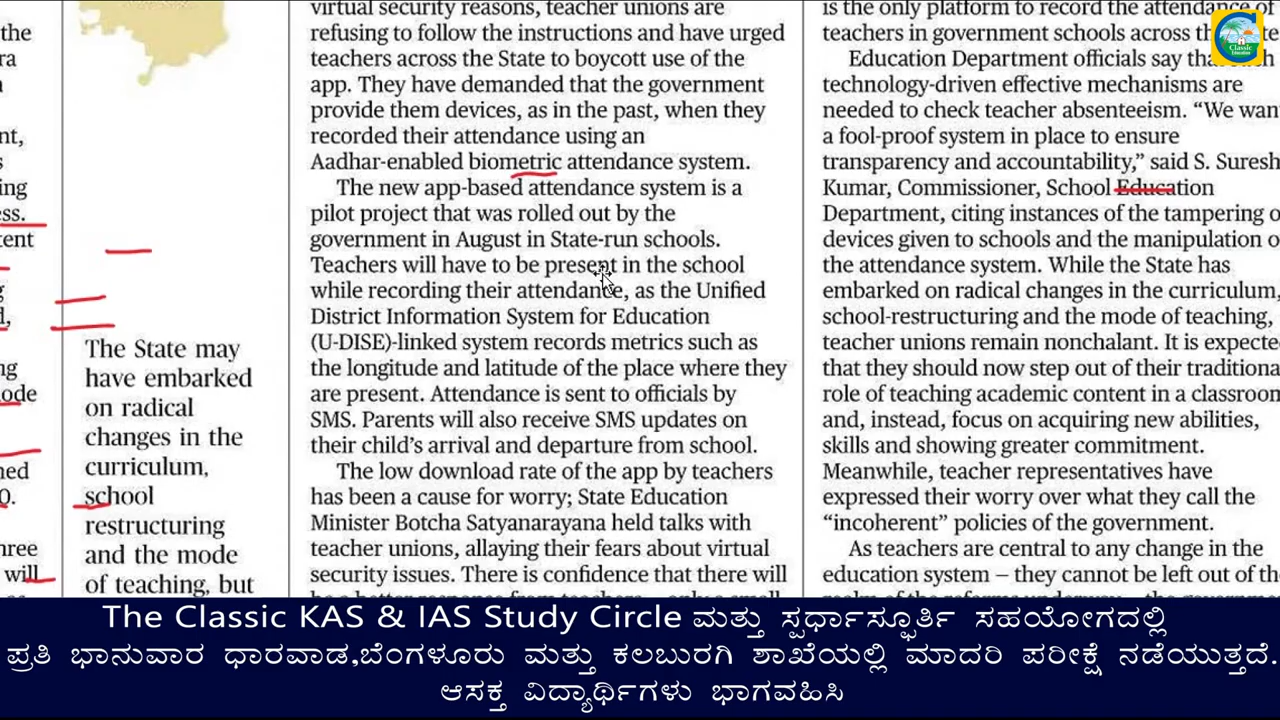 the
ra
nt,
s
ing
ess.
tent
g
d,
ng
ode
ned
0.
hree
will
The State may
have embarked
on radical
changes in the
curriculum,
school
restructuring
and the mode
of teaching, but
virtual security reasons, teacher unions are
refusing to follow the instructions and have urged
teachers across the State to boycott use of the
app. They have demanded that the government
provide them devices, as in the past, when they
recorded their attendance using an
Aadhar-enabled biometric attendance system.
The new app-based attendance system is a
pilot project that was rolled out by the
government in August in State-run schools.
Teachers will have to be present in the school
while recording their attendance, as the Unified
District Information System for Education
(U-DISE)-linked system records metrics such as
the longitude and latitude of the place where they
are present. Attendance is sent to officials by
SMS. Parents will also receive SMS updates on
their child’s arrival and departure from school.
The low download rate of the app by teachers
has been a cause for worry; State Education
Minister Botcha Satyanarayana held talks with
teacher unions, allaying their fears about virtual
security issues. There is confidence that there will
is the only platform to record the attendance of
teachers in government schools across the
Education Department officials say that
technology-driven effective mechanisms are
needed to check teacher absenteeism. “We wan
a fool-proof system in place to ensure
transparency and accountability,” said S. Suresh
Kumar, Commissioner, School Education
Department, citing instances of the tampering o
devices given to schools and the manipulation o
the attendance system. While the State has
embarked on radical changes in the curriculum,
school-restructuring and the mode of teaching,
teacher unions remain nonchalant. It is expecte
that they should now step out of their traditiona
role of teaching academic content in a classroom
and, instead, focus on acquiring new abilities,
skills and showing greater commitment.
Meanwhile, teacher representatives have
expressed their worry over what they call the
“incoherent” policies of the government.
As teachers are central to any change in the
education system — they cannot be left out of th
Classic
Education
The Classic KAS & IAS Study Circle ಮತ್ತು ಸ್ಪರ್ಧಾಸ್ಫೂರ್ತಿ ಸಹಯೋಗದಲ್ಲಿ
ಪ್ರತಿ ಭಾನುವಾರ ಧಾರವಾಡ,ಬೆಂಗಳೂರು ಮತ್ತು ಕಲಬುರಗಿ ಶಾಖೆಯಲ್ಲಿ ಮಾದರಿ ಪರೀಕ್ಷೆ ನಡೆಯುತ್ತದೆ.
ಆಸಕ್ತ ವಿದ್ಯಾರ್ಥಿಗಳು ಭಾಗವಹಿಸಿ